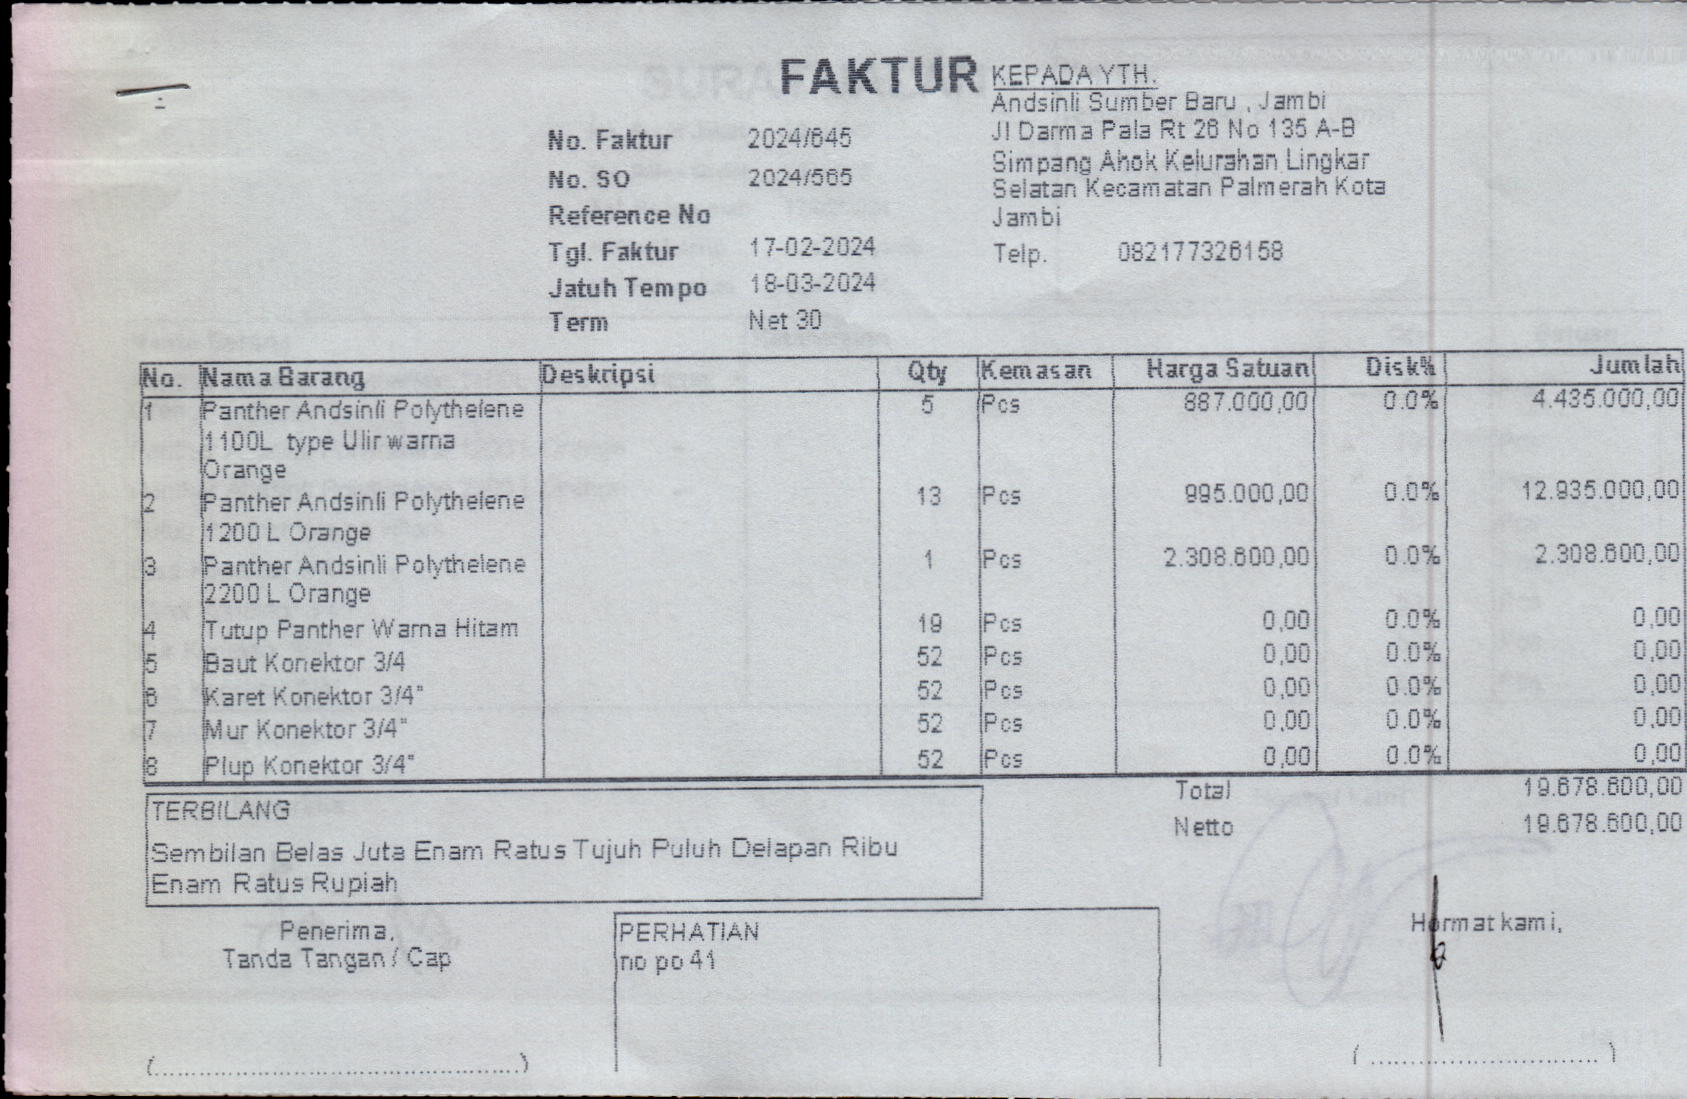 FAKTUR
No. Faktur 2024/645
No. SO 2024/565
Reference No
Tgl. Faktur 17-02-2024
Jatuh Tempo 18-03-2024
Term Net 30
KEPADA YTH.
Andsinli Sumber Baru , Jambi
Jl Darma Pala Rt 26 No 135 A-B
Simpang Ahok Kelurahan Lingkar
Selatan Kecamatan Palmerah Kota
Jambi
Telp. 082177326158
No. Nama Barang Deskripsi Qty Kemasan Harga Satuan Disk% Jumlah
1 Panther Andsinli Polythelene 5 Pcs 887.000,00 0.0% 4.435.000,00
1100L type Ulir warna
Orange
2 Panther Andsinli Polythelene 13 Pcs 995.000,00 0.0% 12.935.000,00
1200 L Orange
3 Panther Andsinli Polythelene 1 Pcs 2.308.600,00 0.0% 2.308.600,00
2200 L Orange
4 Tutup Panther Warna Hitam 19 Pcs 0,00 0.0% 0,00
5 Baut Konektor 3/4 52 Pcs 0,00 0.0% 0,00
6 Karet Konektor 3/4" 52 Pcs 0,00 0.0% 0,00
7 Mur Konektor 3/4" 52 Pcs 0,00 0.0% 0,00
8 Plup Konektor 3/4" 52 Pcs 0,00 0.0% 0,00
Total 19.678.600,00
Netto 19.678.600,00
TERBILANG
Sembilan Belas Juta Enam Ratus Tujuh Puluh Delapan Ribu
Enam Ratus Rupiah
Penerima,
Tanda Tangan / Cap
(................................................)
PERHATIAN
no po 41
Hormat kami,
( ............................. )